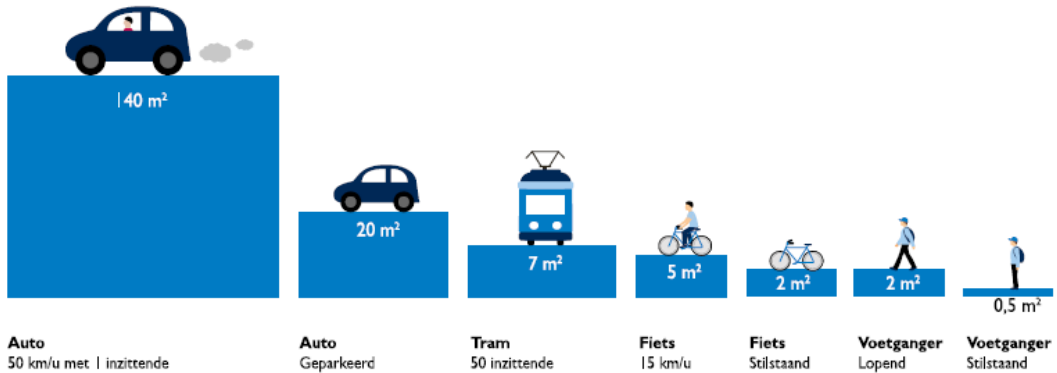 140 m²
20 m²
7 m²
5 m²
2 m²
2 m²
0,5 m²
Auto
50 km/u met 1 inzittende
Auto
Geparkeerd
Tram
50 inzittende
Fiets
15 km/u
Fiets
Stilstaand
Voetganger
Lopend
Voetganger
Stilstaand